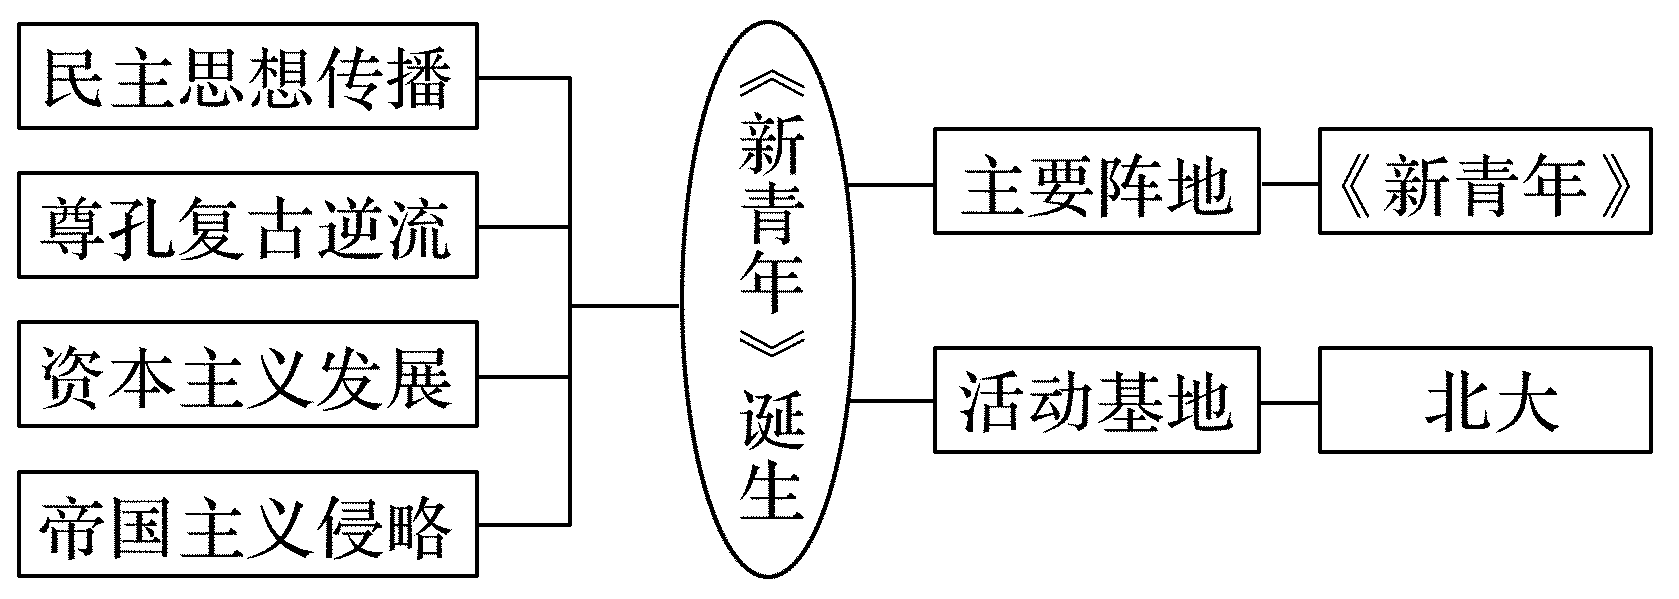 民主思想传播
尊孔复古逆流
资本主义发展
帝国主义侵略
《新青年》诞生
主要阵地
《新青年》
活动基地
北大